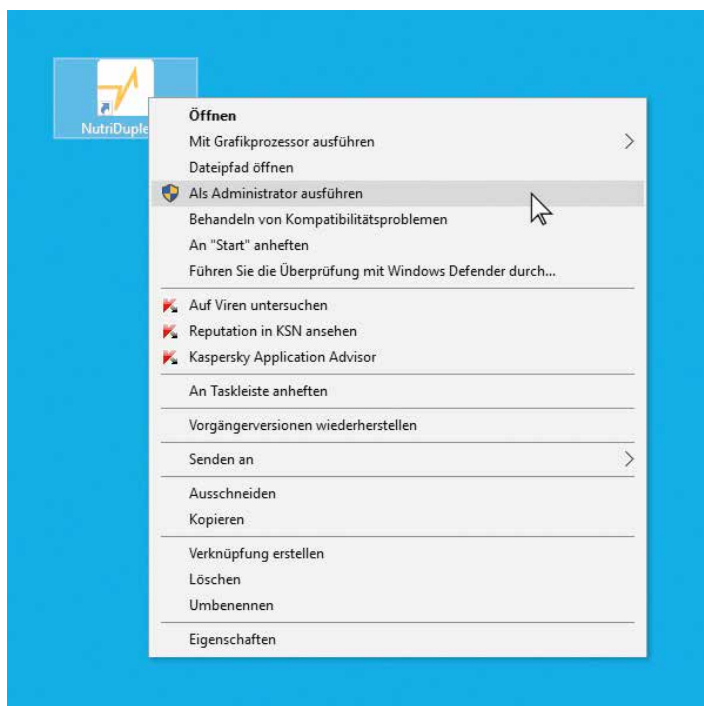 NutriDuple
Öffnen
Mit Grafikprozessor ausführen
Dateipfad öffnen
Als Administrator ausführen
Behandeln von Kompatibilitätsproblemen
An "Start" anheften
Führen Sie die Überprüfung mit Windows Defender durch...
Auf Viren untersuchen
Reputation in KSN ansehen
Kaspersky Application Advisor
An Taskleiste anheften
Vorgängerversionen wiederherstellen
Senden an
Ausschneiden
Kopieren
Verknüpfung erstellen
Löschen
Umbenennen
Eigenschaften